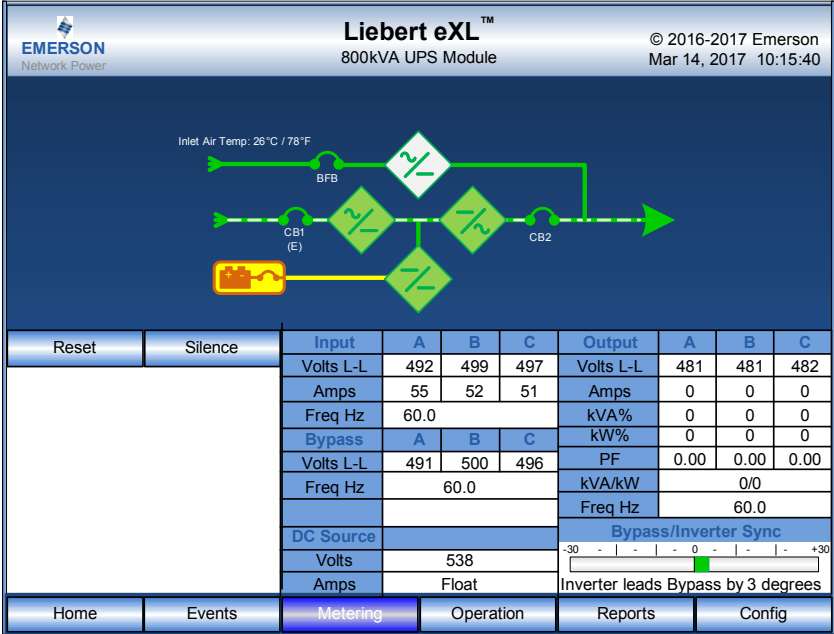 EMERSON
Network Power
Liebert eXL™
800kVA UPS Module
© 2016-2017 Emerson
Mar 14, 2017 10:15:40
Inlet Air Temp: 26°C / 78°F
BFB
CB1
(E)
CB2
Reset Silence
Input A B C
Volts L-L 492 499 497
Amps 55 52 51
Freq Hz 60.0
Bypass A B C
Volts L-L 491 500 496
Freq Hz 60.0
DC Source
Volts 538
Amps Float
Output A B C
Volts L-L 481 481 482
Amps 0 0 0
kVA% 0 0 0
kW% 0 0 0
PF 0.00 0.00 0.00
kVA/kW 0/0
Freq Hz 60.0
Bypass/Inverter Sync
-30 - | - | - 0 - | - | - +30
Inverter leads Bypass by 3 degrees
Home Events Metering Operation Reports Config